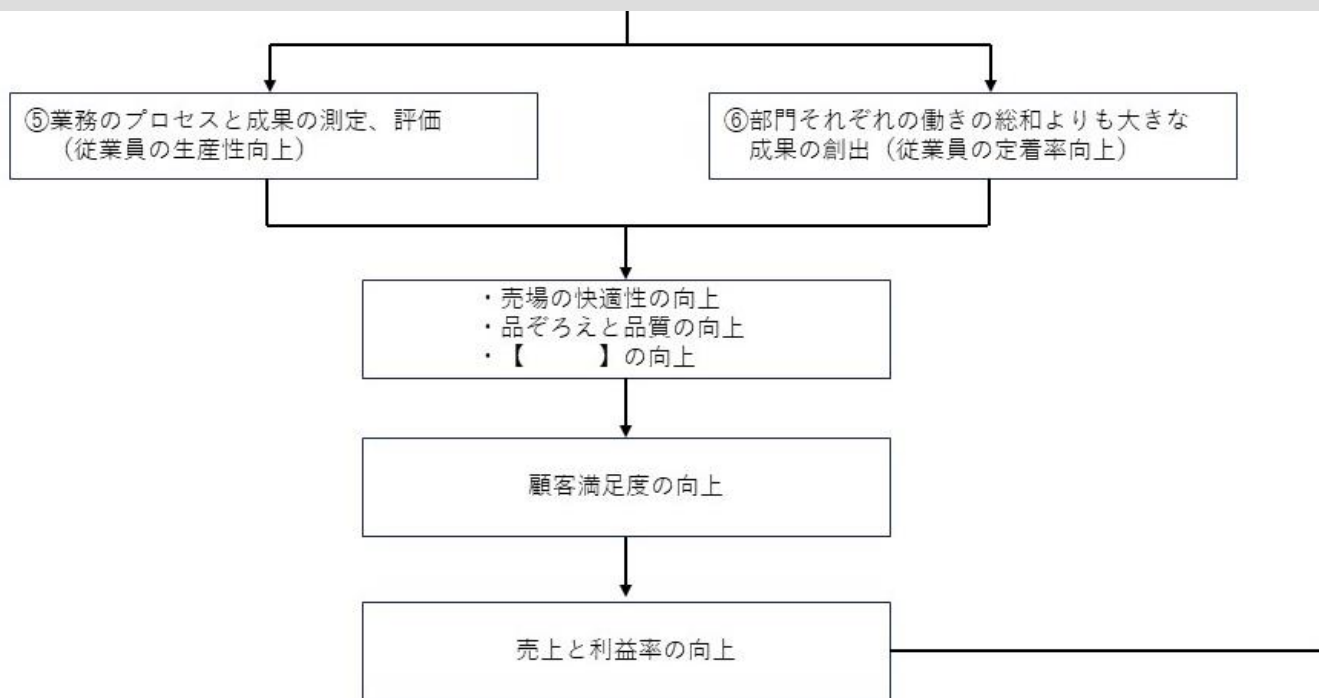 ⑤業務のプロセスと成果の測定、評価
（従業員の生産性向上）
⑥部門それぞれの働きの総和よりも大きな
成果の創出（従業員の定着率向上）
・売場の快適性の向上
・品ぞろえと品質の向上
・【　　　】の向上
顧客満足度の向上
売上と利益率の向上